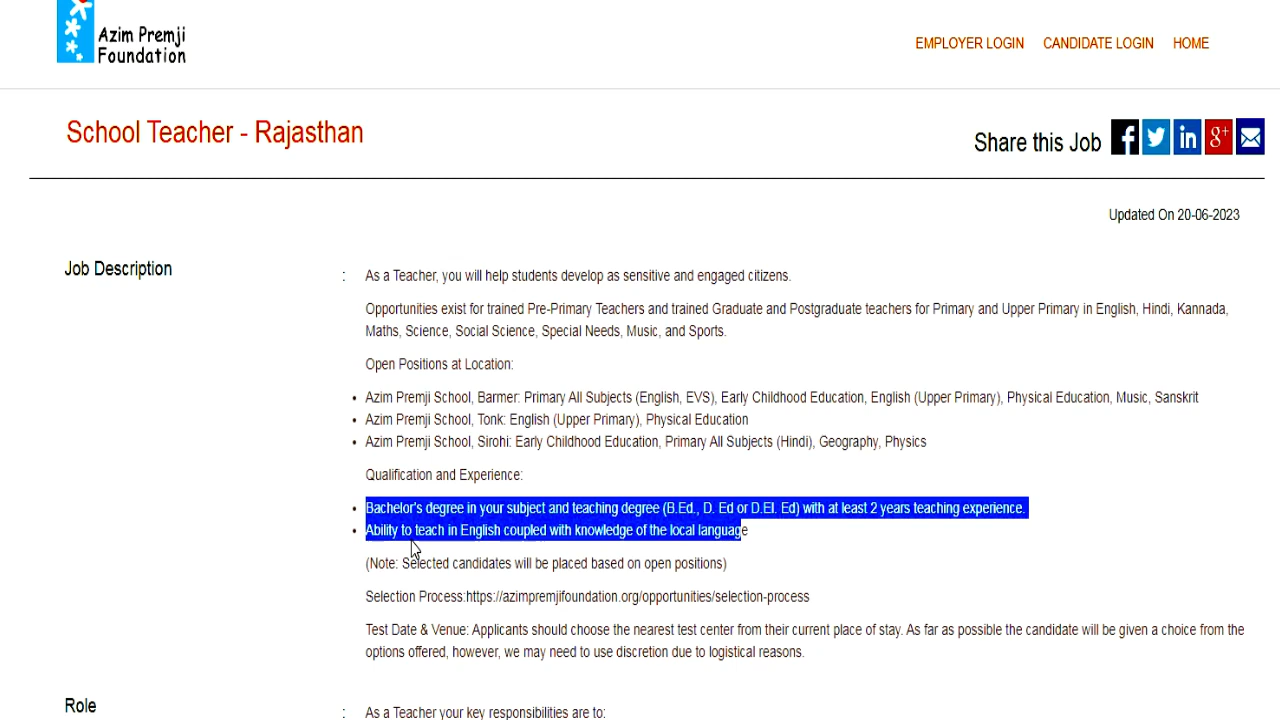 Azim Premji
Foundation
EMPLOYER LOGIN CANDIDATE LOGIN HOME
School Teacher - Rajasthan
Share this Job
Updated On 20-06-2023
Job Description
: As a Teacher, you will help students develop as sensitive and engaged citizens.
Opportunities exist for trained Pre-Primary Teachers and trained Graduate and Postgraduate teachers for Primary and Upper Primary in English, Hindi, Kannada,
Maths, Science, Social Science, Special Needs, Music, and Sports.
Open Positions at Location:
• Azim Premji School, Barmer: Primary All Subjects (English, EVS), Early Childhood Education, English (Upper Primary), Physical Education, Music, Sanskrit
• Azim Premji School, Tonk: English (Upper Primary), Physical Education
• Azim Premji School, Sirohi: Early Childhood Education, Primary All Subjects (Hindi), Geography, Physics
Qualification and Experience:
• Bachelor's degree in your subject and teaching degree (B.Ed., D. Ed or D.El. Ed) with at least 2 years teaching experience.
• Ability to teach in English coupled with knowledge of the local language
(Note: Selected candidates will be placed based on open positions)
Selection Process:https://azimpremjifoundation.org/opportunities/selection-process
Test Date & Venue: Applicants should choose the nearest test center from their current place of stay. As far as possible the candidate will be given a choice from the
options offered, however, we may need to use discretion due to logistical reasons.
Role
: As a Teacher your key responsibilities are to: